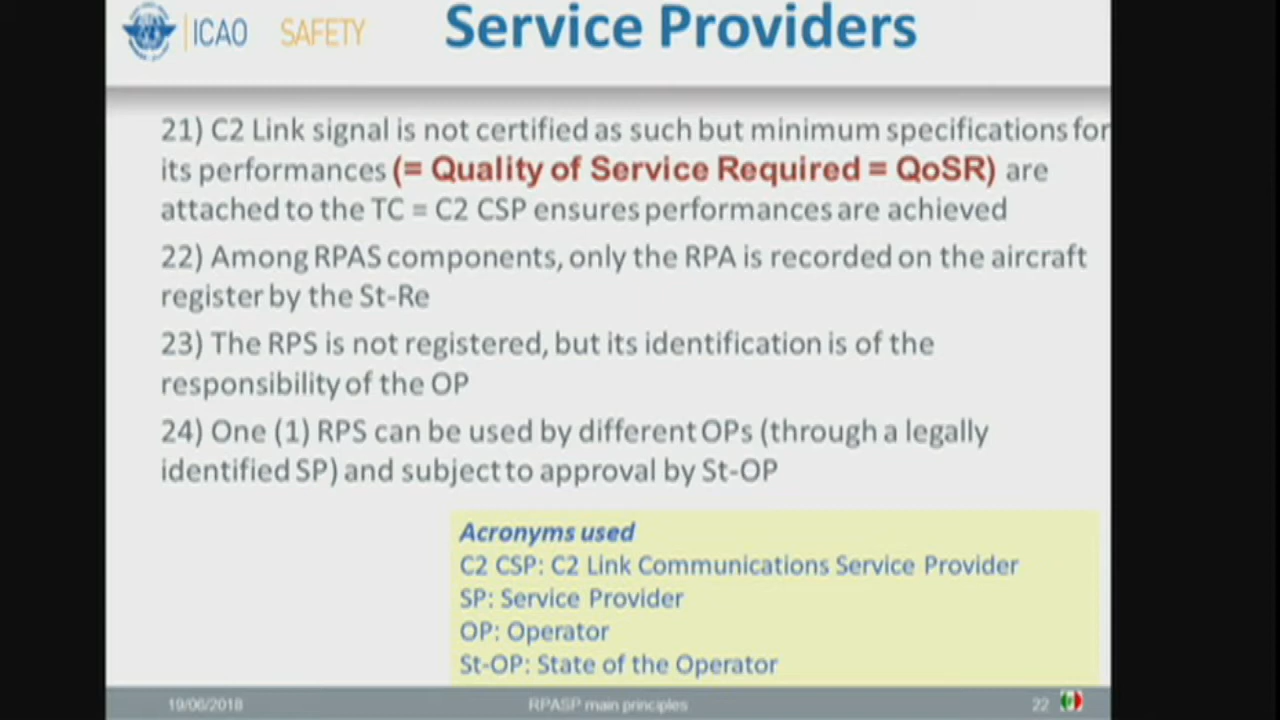 ICAO SAFETY Service Providers
21) C2 Link signal is not certified as such but minimum specifications for
its performances (= Quality of Service Required = QoSR) are
attached to the TC = C2 CSP ensures performances are achieved
22) Among RPAS components, only the RPA is recorded on the aircraft
register by the St-Re
23) The RPS is not registered, but its identification is of the
responsibility of the OP
24) One (1) RPS can be used by different OPs (through a legally
identified SP) and subject to approval by St-OP
Acronyms used
C2 CSP: C2 Link Communications Service Provider
SP: Service Provider
OP: Operator
St-OP: State of the Operator
19/06/2018 RPASP main principles 22